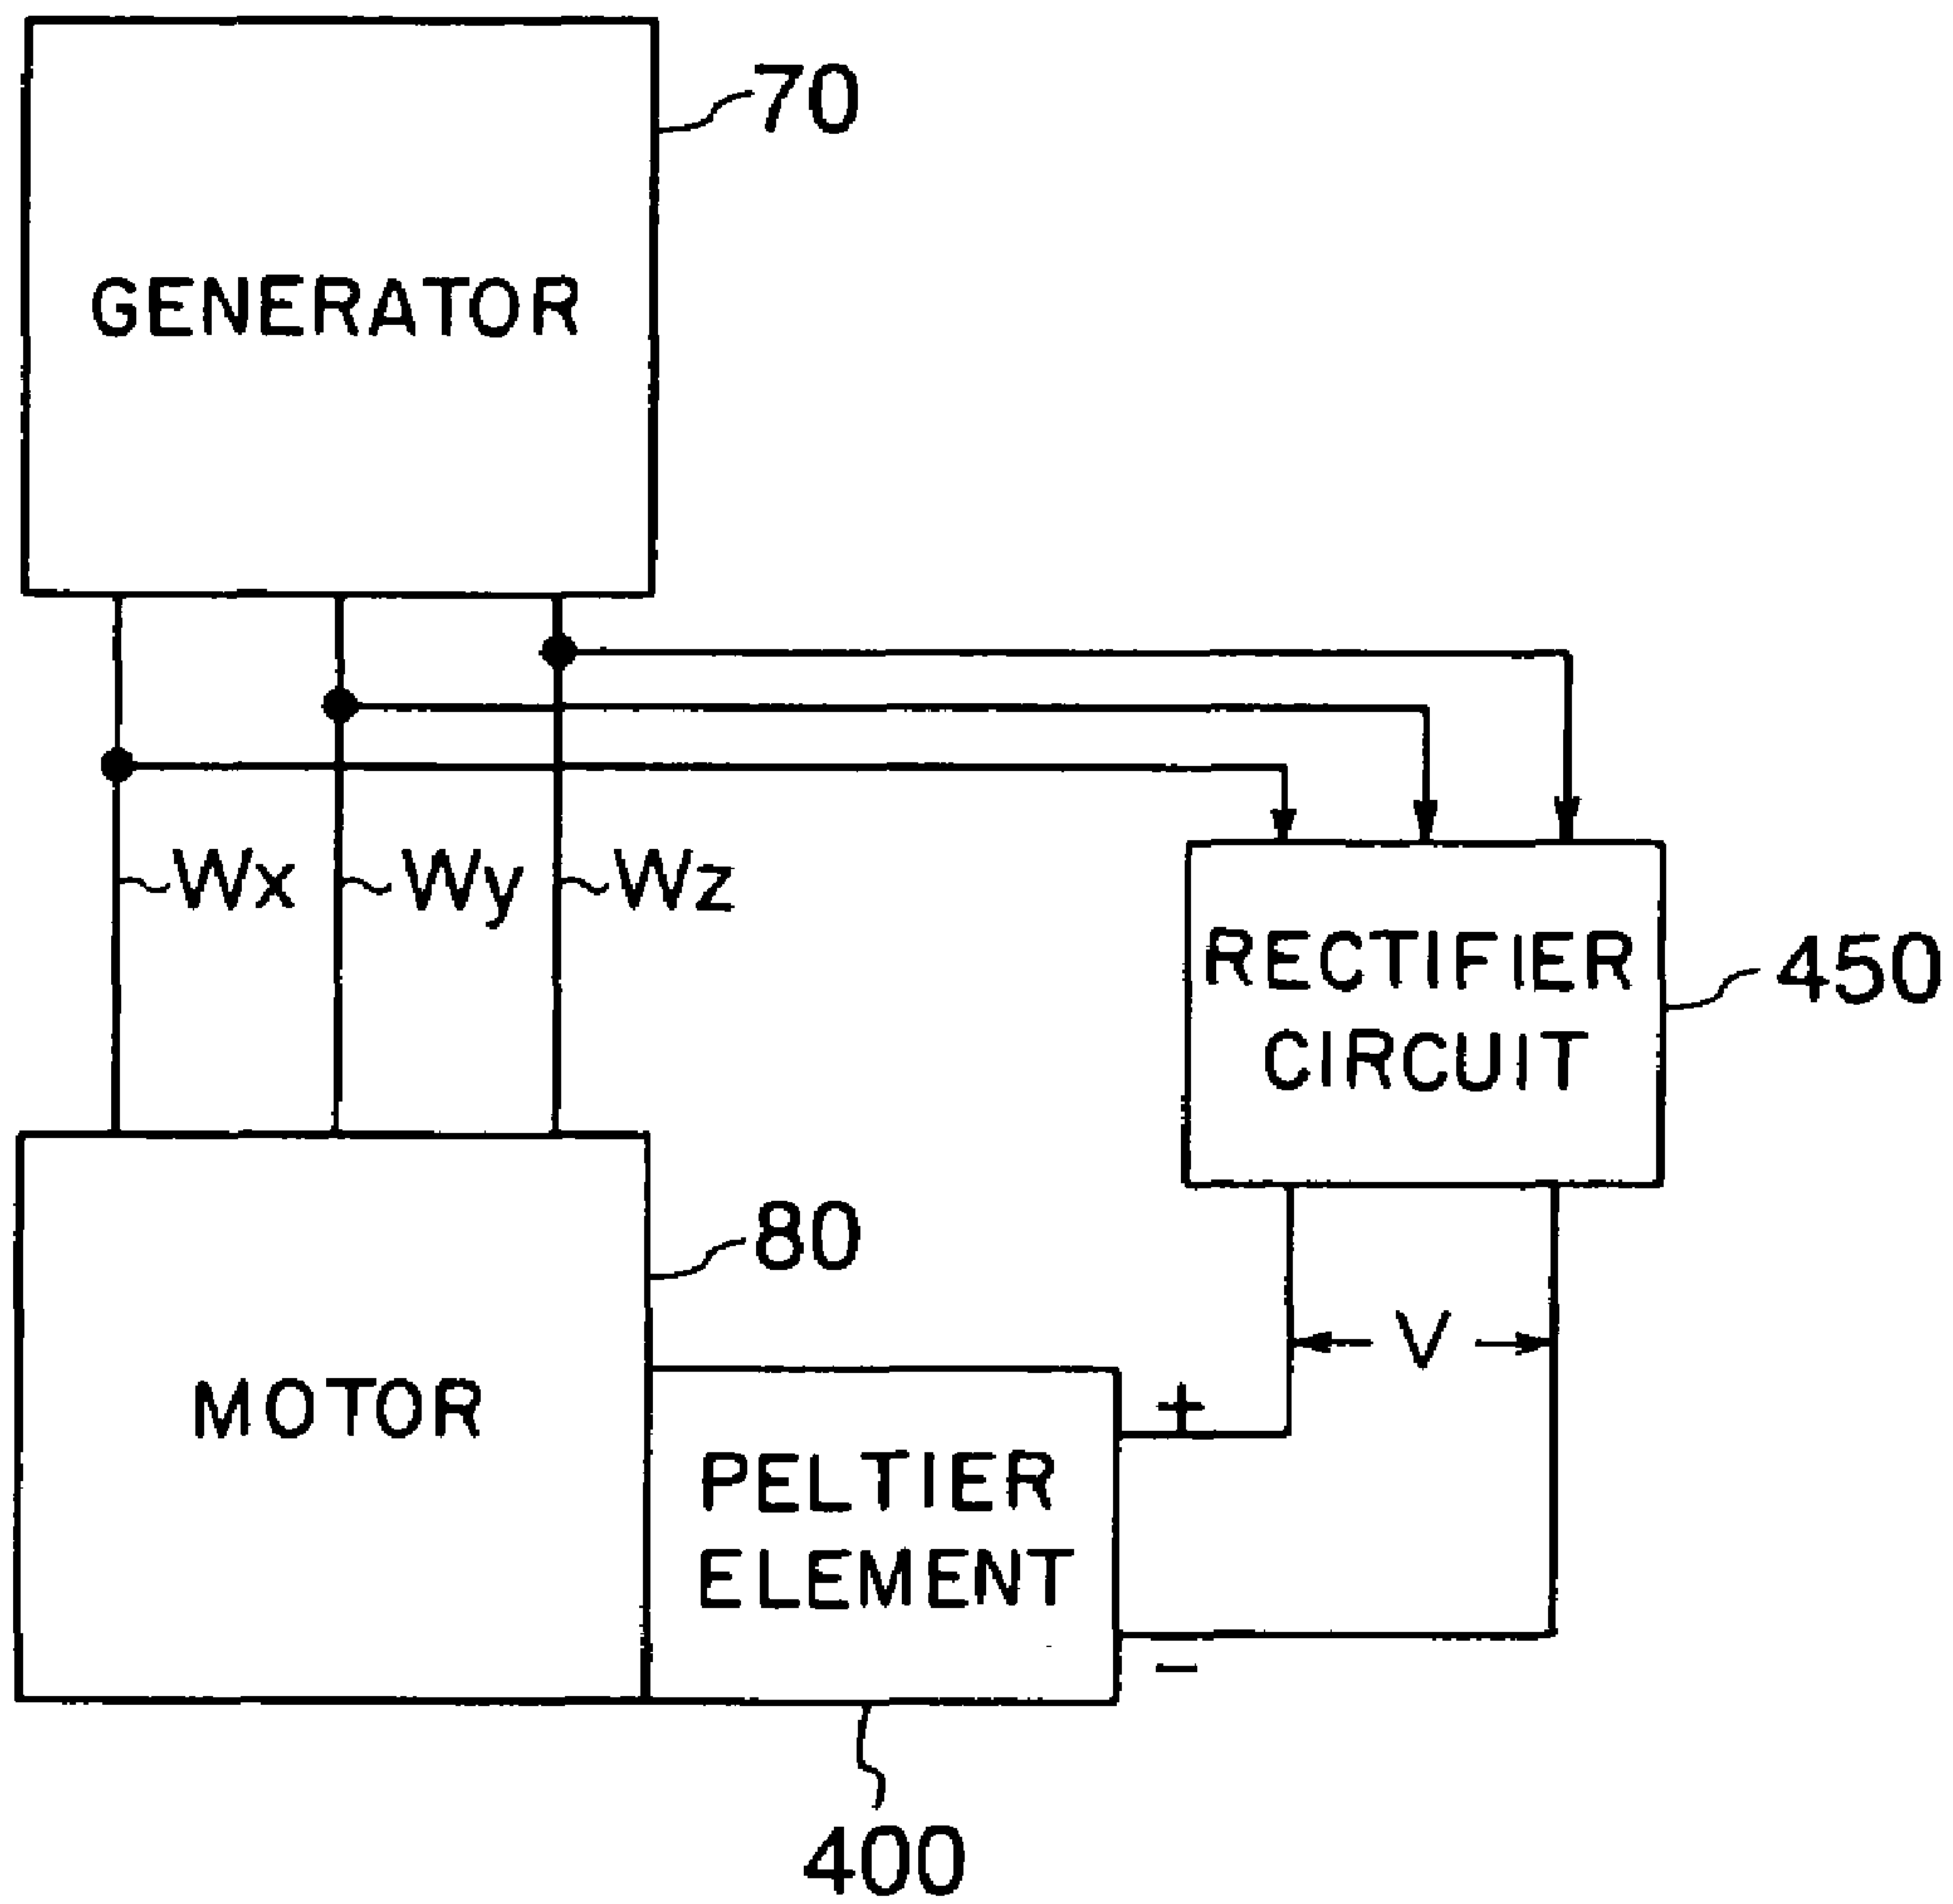 70
GENERATOR
Wx
Wy
Wz
RECTIFIER
CIRCUIT
450
80
V
MOTOR
+
PELTIER
ELEMENT
−
400